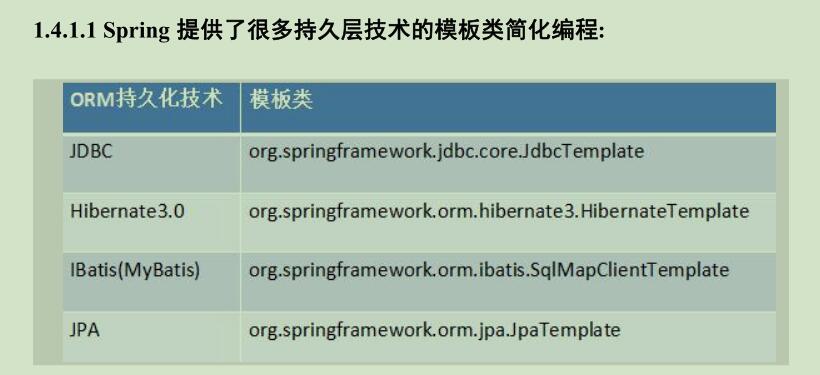 1.4.1.1 Spring 提供了很多持久层技术的模板类简化编程:
ORM持久化技术 模板类
JDBC org.springframework.jdbc.core.JdbcTemplate
Hibernate3.0 org.springframework.orm.hibernate3.HibernateTemplate
IBatis(MyBatis) org.springframework.orm.ibatis.SqlMapClientTemplate
JPA org.springframework.orm.jpa.JpaTemplate